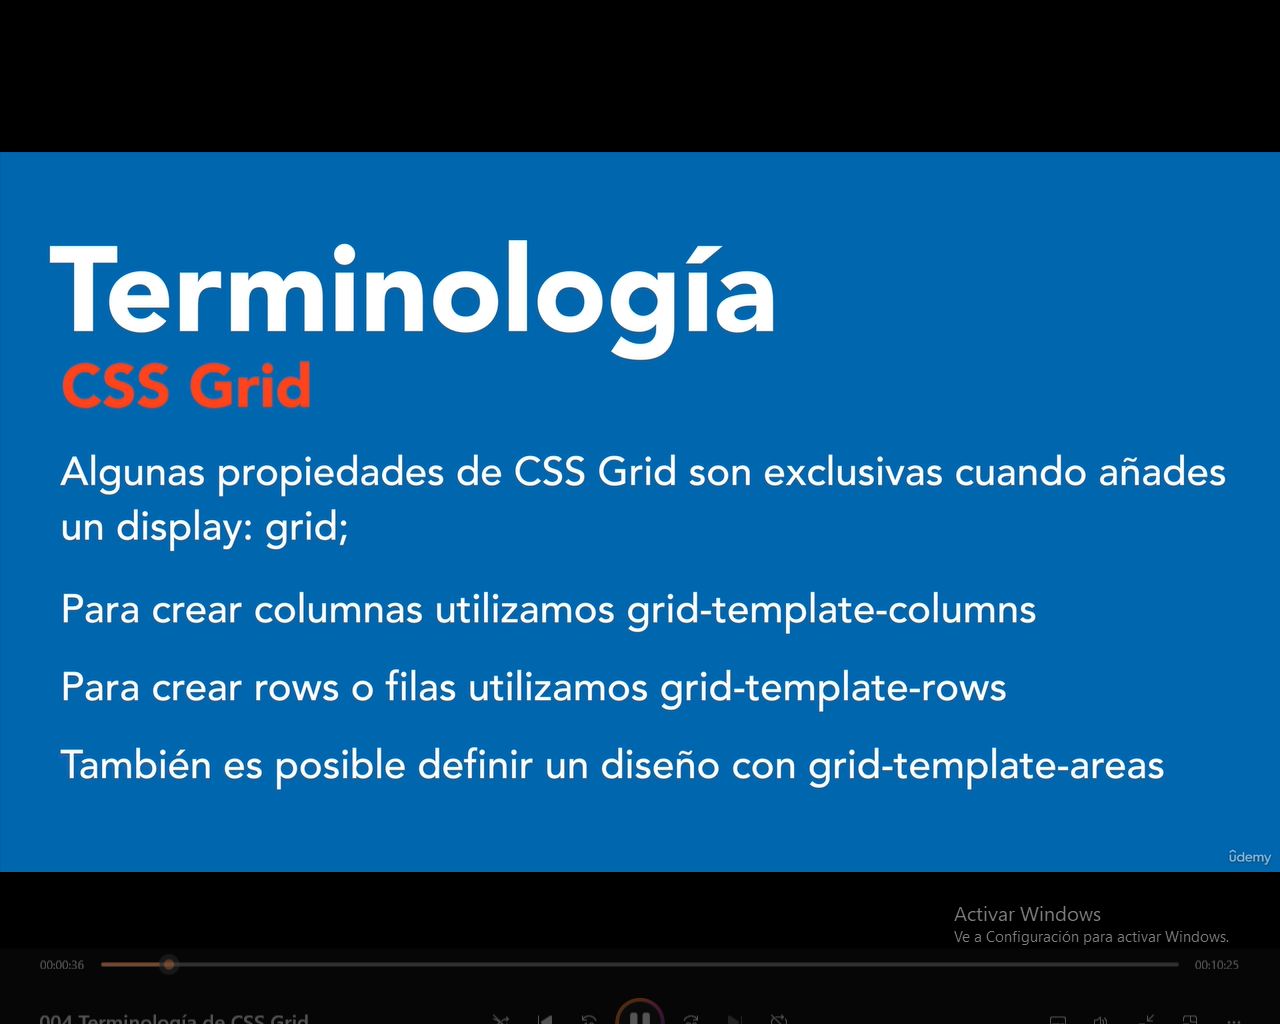 Terminología
CSS Grid
Algunas propiedades de CSS Grid son exclusivas cuando añades
un display: grid;
Para crear columnas utilizamos grid-template-columns
Para crear rows o filas utilizamos grid-template-rows
También es posible definir un diseño con grid-template-areas
ûdemy
Activar Windows
Ve a Configuración para activar Windows.
00:00:36
00:10:25
004 Terminología de CSS Grid